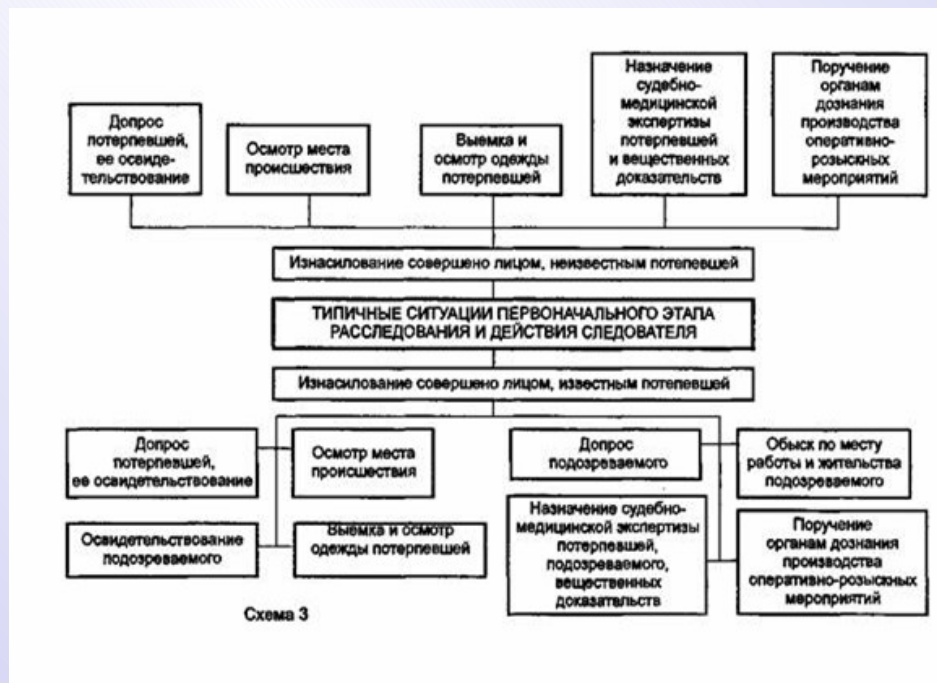 Допрос
потерпевшей,
ее освиде-
тельствование
Осмотр места
происшествия
Выемка и
осмотр одежды
потерпевшей
Назначение
судебно-
медицинской
экспертизы
потерпевшей
и вещественных
доказательств
Поручение
органам
дознания
производства
оперативно-
розыскных
мероприятий
Изнасилование совершено лицом, неизвестным потепевшей
ТИПИЧНЫЕ СИТУАЦИИ ПЕРВОНАЧАЛЬНОГО ЭТАПА
РАССЛЕДОВАНИЯ И ДЕЙСТВИЯ СЛЕДОВАТЕЛЯ
Изнасилование совершено лицом, известным потепевшей
Допрос
потерпевшей,
ее освидетельствование
Осмотр места
происшествия
Допрос
подозреваемого
Обыск по месту
работы и жительства
подозреваемого
Освидетельствование
подозреваемого
Выемка и осмотр
одежды потерпевшей
Назначение судебно-
медицинской экспертизы
потерпевшей,
подозреваемого,
вещественных
доказательств
Поручение
органам дознания
производства
оперативно-розыскных
мероприятий
Схема 3